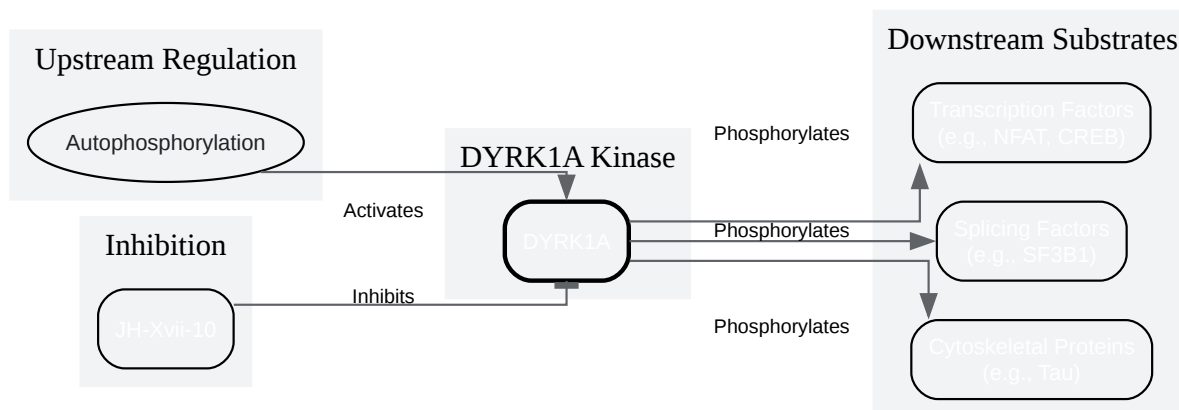 Upstream Regulation
Autophosphorylation
Activates
Inhibition
JH-Xvii-10
Inhibits
DYRK1A Kinase
DYRK1A
Phosphorylates
Phosphorylates
Phosphorylates
Downstream Substrates
Transcription Factors
(e.g., NFAT, CREB)
Splicing Factors
(e.g., SF3B1)
Cytoskeletal Proteins
(e.g., Tau)